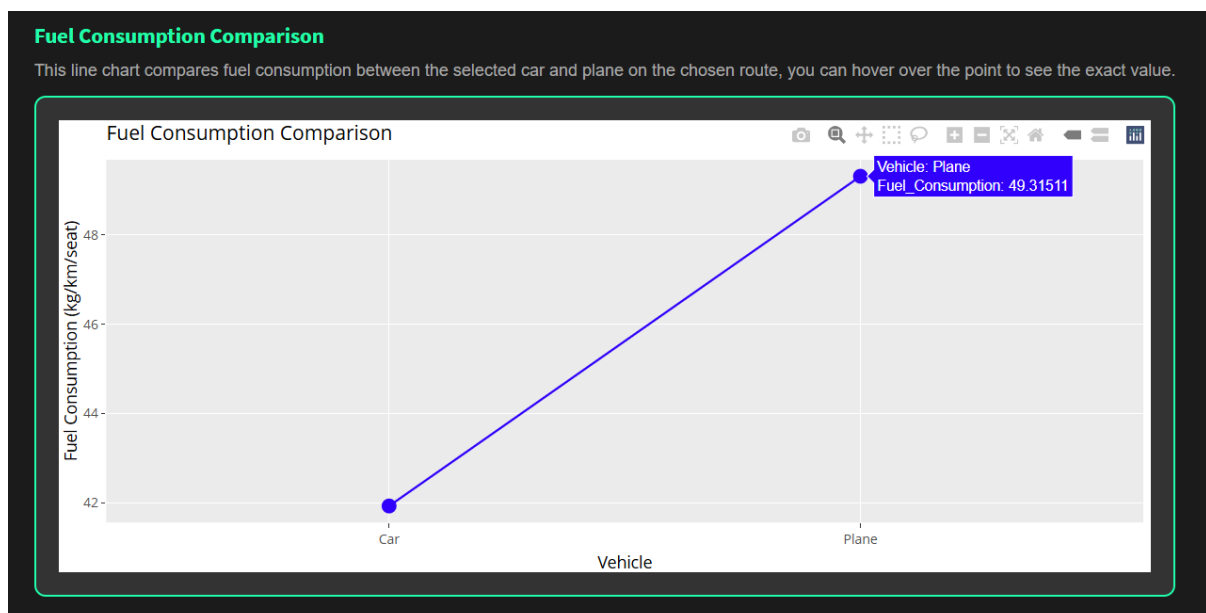 Fuel Consumption Comparison
This line chart compares fuel consumption between the selected car and plane on the chosen route, you can hover over the point to see the exact value.
Fuel Consumption Comparison
Vehicle: Plane
Fuel_Consumption: 49.31511
Fuel Consumption (kg/km/seat)
48
46
44
42
Car
Plane
Vehicle